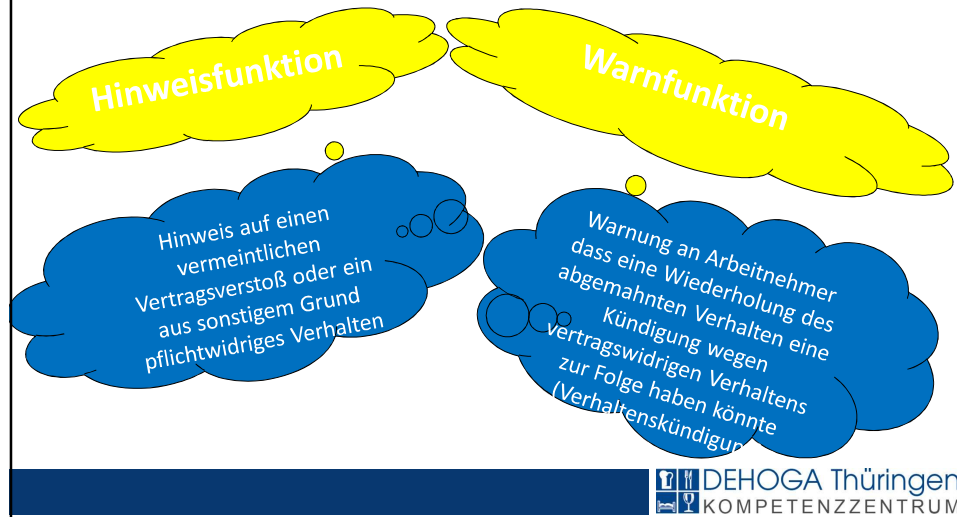 Hinweisfunktion
Warnfunktion
Hinweis auf einen
vermeintlichen
Vertragsverstoß oder ein
aus sonstigem Grund
pflichtwidriges Verhalten
Warnung an Arbeitnehmer
dass eine Wiederholung des
abgemahnten Verhalten eine
Kündigung wegen
vertragswidrigen Verhaltens
zur Folge haben könnte
(Verhaltenskündigun
DEHOGA Thüringen
KOMPETENZZENTRUM